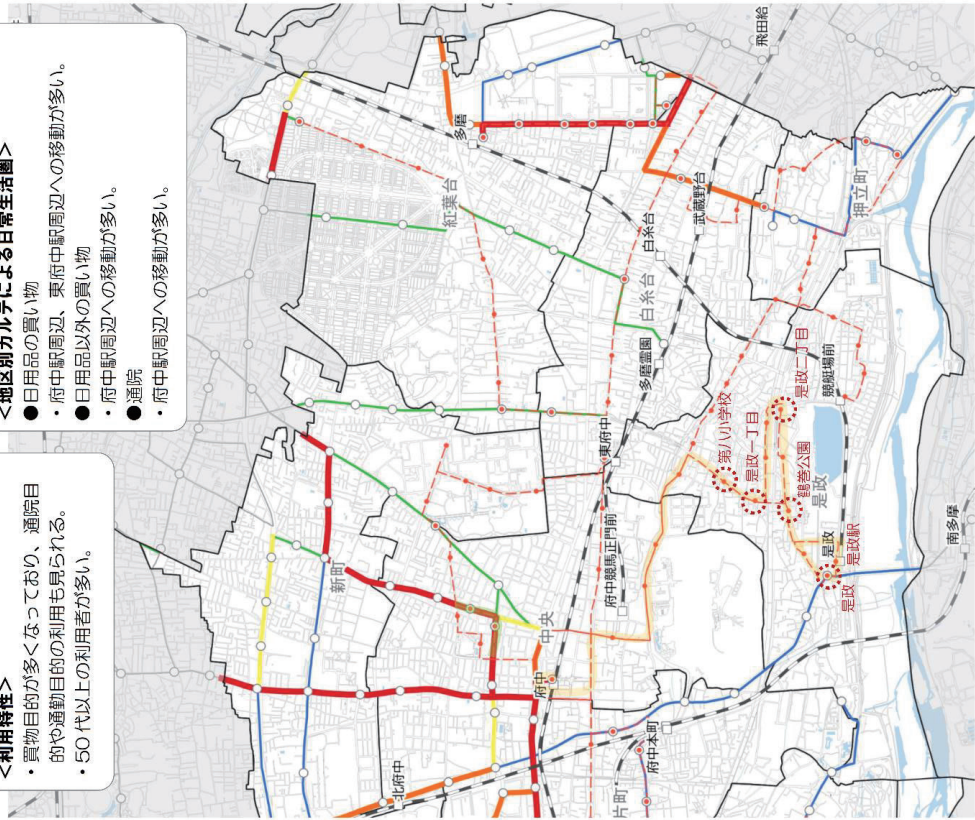 ＜利用特性＞
・買物目的が多くなっており、通院目
的や通勤目的の利用も見られる。
・50代以上の利用者が多い。
＜地区別カルテによる日常生活圏＞
●日用品の買い物
・府中駅周辺、東府中駅周辺への移動が多い。
●日用品以外の買い物
・府中駅周辺への移動が多い。
●通院
・府中駅周辺への移動が多い。
北府中
新町
紅葉台
多磨
飛田給
府中
中央
府中競馬正門前
東府中
多磨霊園
白糸台
白糸台
武蔵野台
押立町
片町
府中本町
第八小学校
是政一丁目
鶴巻公園
是政二丁目
競艇場前
是政
是政
是政駅
是政
南多摩